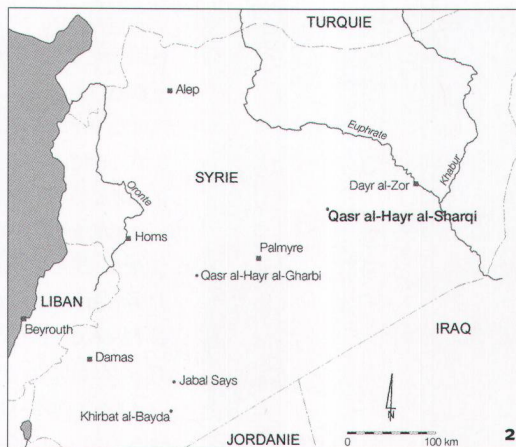 TURQUIE
Alep
Euphrate
Khabur
SYRIE
Dayr al-Zor
Oronte
Qasr al-Hayr al-Sharqi
Homs
Palmyre
Qasr al-Hayr al-Gharbi
LIBAN
Beyrouth
IRAQ
Damas
Jabal Says
N
Khirbat al-Bayda
JORDANIE
0 100 km
2